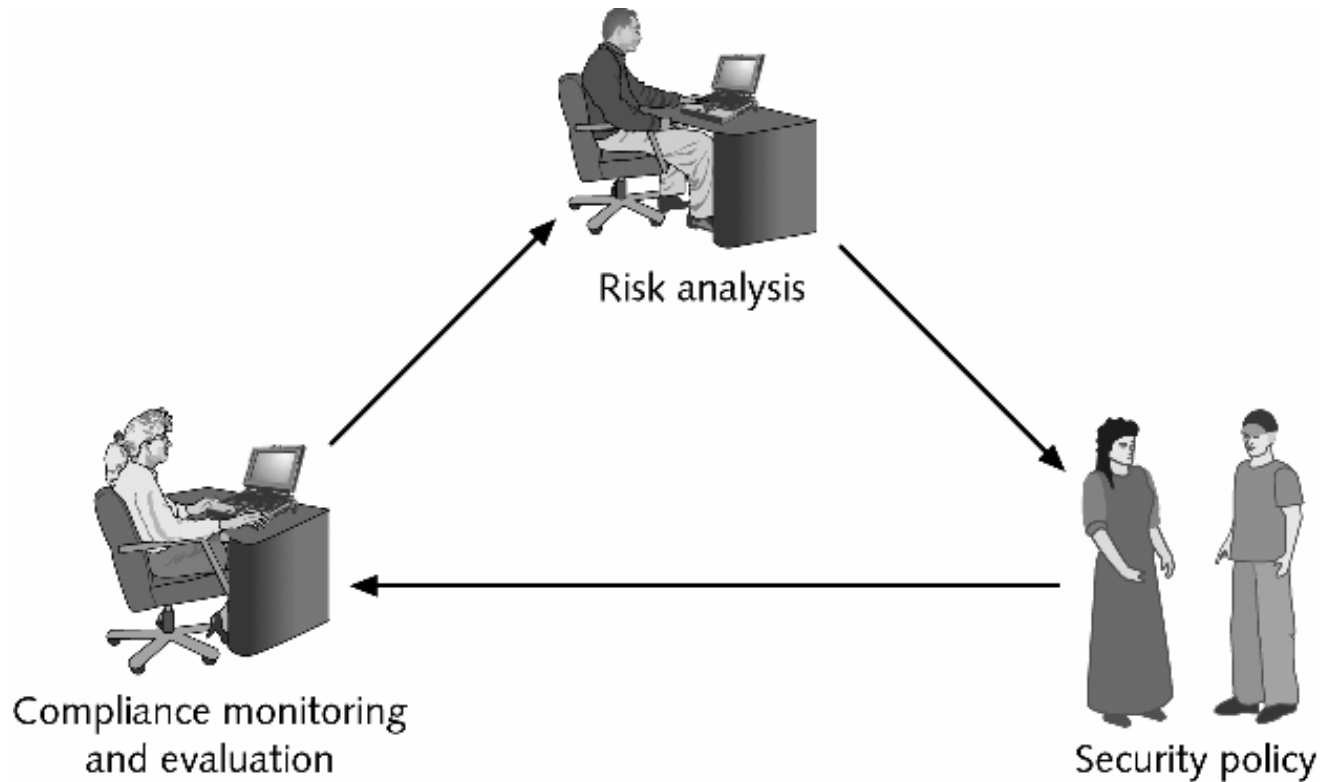 Risk analysis
Compliance monitoring
and evaluation
Security policy